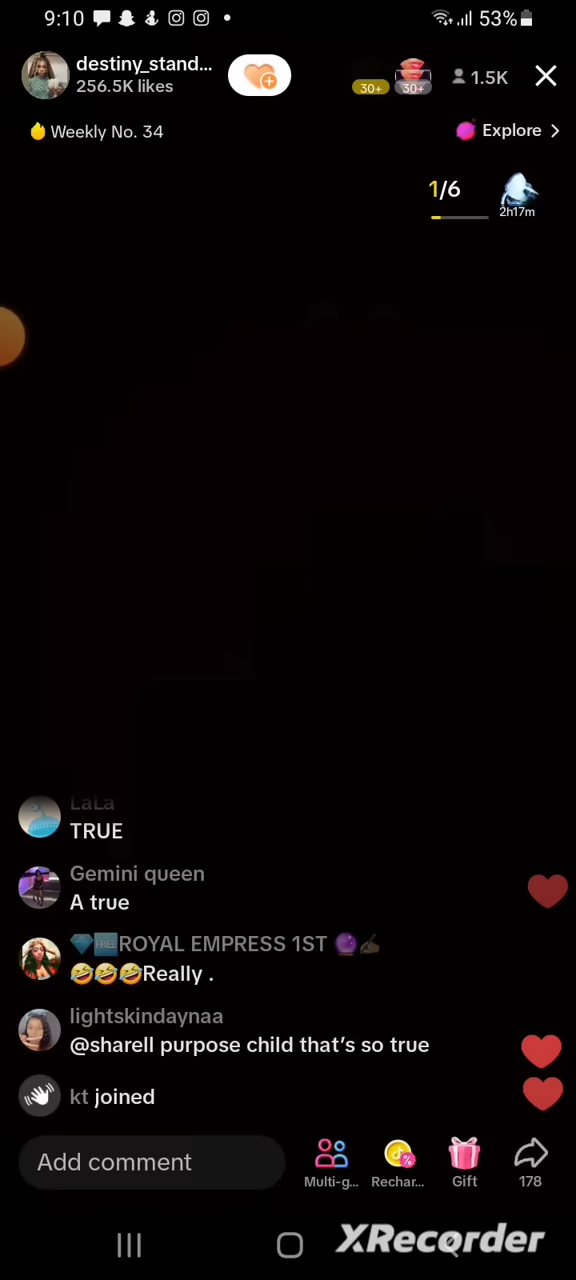 9:10
53%
destiny_stand...
256.5K likes
30+
30+
1.5K
Weekly No. 34
Explore
1/6
2h17m
LaLa
TRUE
Gemini queen
A true
💎🆓ROYAL EMPRESS 1ST 🔮✍🏾
🤣🤣🤣Really .
lightskindaynaa
@sharell purpose child that’s so true
kt joined
Add comment
Multi-g...
Rechar...
Gift
178
XRecorder